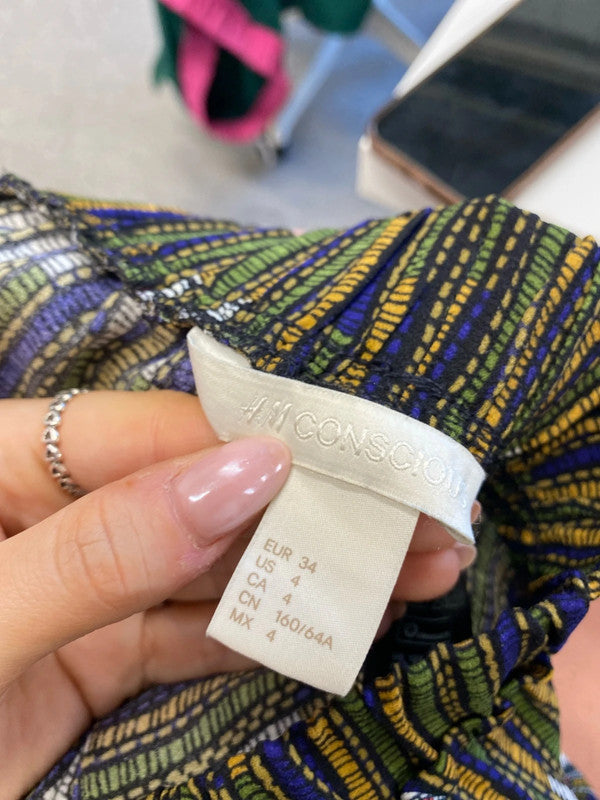 H&M CONSCIOU
EUR 34
US 4
CA 4
CN 160/64A
MX 4